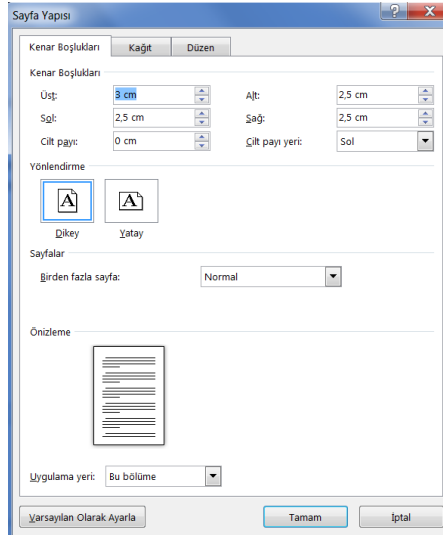 Sayfa Yapısı
Kenar Boşlukları Kağıt Düzen
Kenar Boşlukları
Üst: 3 cm Alt: 2,5 cm
Sol: 2,5 cm Sağ: 2,5 cm
Cilt payı: 0 cm Cilt payı yeri: Sol
Yönlendirme
A A
Dikey Yatay
Sayfalar
Birden fazla sayfa: Normal
Önizleme
Uygulama yeri: Bu bölüme
Varsayılan Olarak Ayarla Tamam İptal